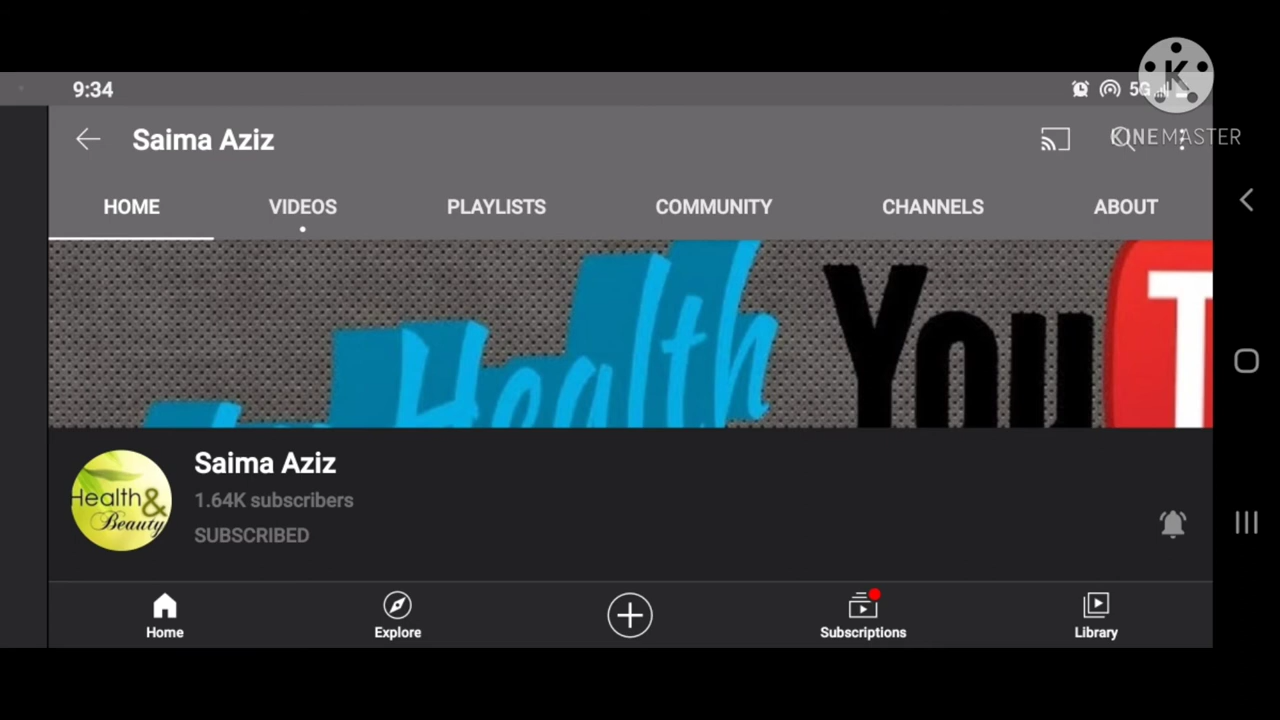 9:34
5G
KINEMASTER
Saima Aziz
HOME VIDEOS PLAYLISTS COMMUNITY CHANNELS ABOUT
Health You
Saima Aziz
1.64K subscribers
SUBSCRIBED
Health &
Beauty
Home Explore Subscriptions Library